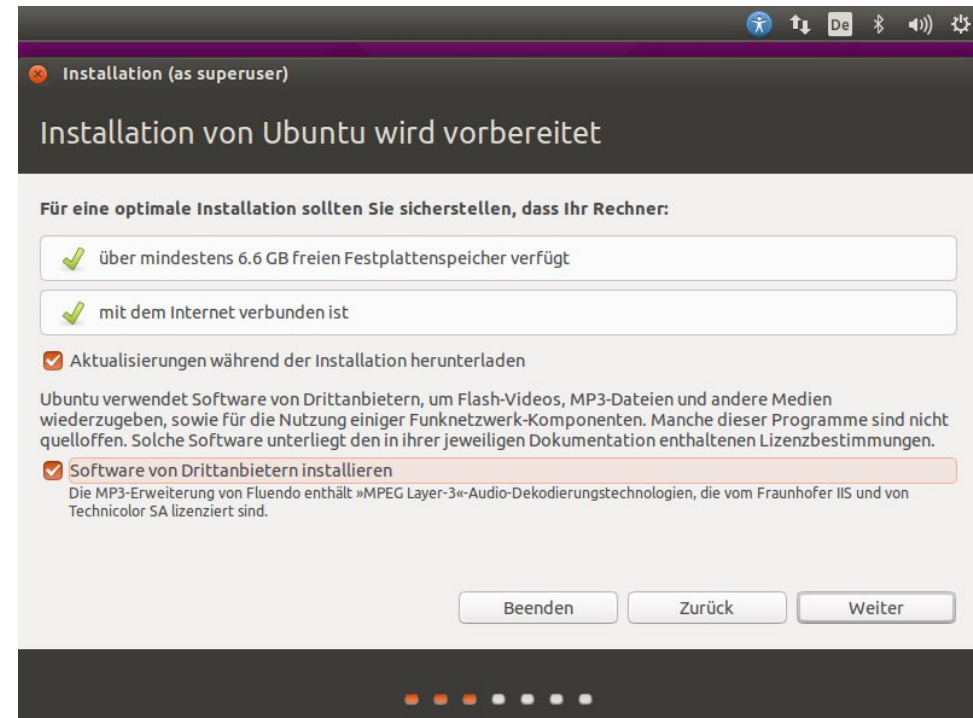 De
Installation (as superuser)
Installation von Ubuntu wird vorbereitet
Für eine optimale Installation sollten Sie sicherstellen, dass Ihr Rechner:
über mindestens 6.6 GB freien Festplattenspeicher verfügt
mit dem Internet verbunden ist
Aktualisierungen während der Installation herunterladen
Ubuntu verwendet Software von Drittanbietern, um Flash-Videos, MP3-Dateien und andere Medien
wiederzugeben, sowie für die Nutzung einiger Funknetzwerk-Komponenten. Manche dieser Programme sind nicht
quelloffen. Solche Software unterliegt den in ihrer jeweiligen Dokumentation enthaltenen Lizenzbestimmungen.
Software von Drittanbietern installieren
Die MP3-Erweiterung von Fluendo enthält »MPEG Layer-3«-Audio-Dekodierungstechnologien, die vom Fraunhofer IIS und von
Technicolor SA lizenziert sind.
Beenden Zurück Weiter